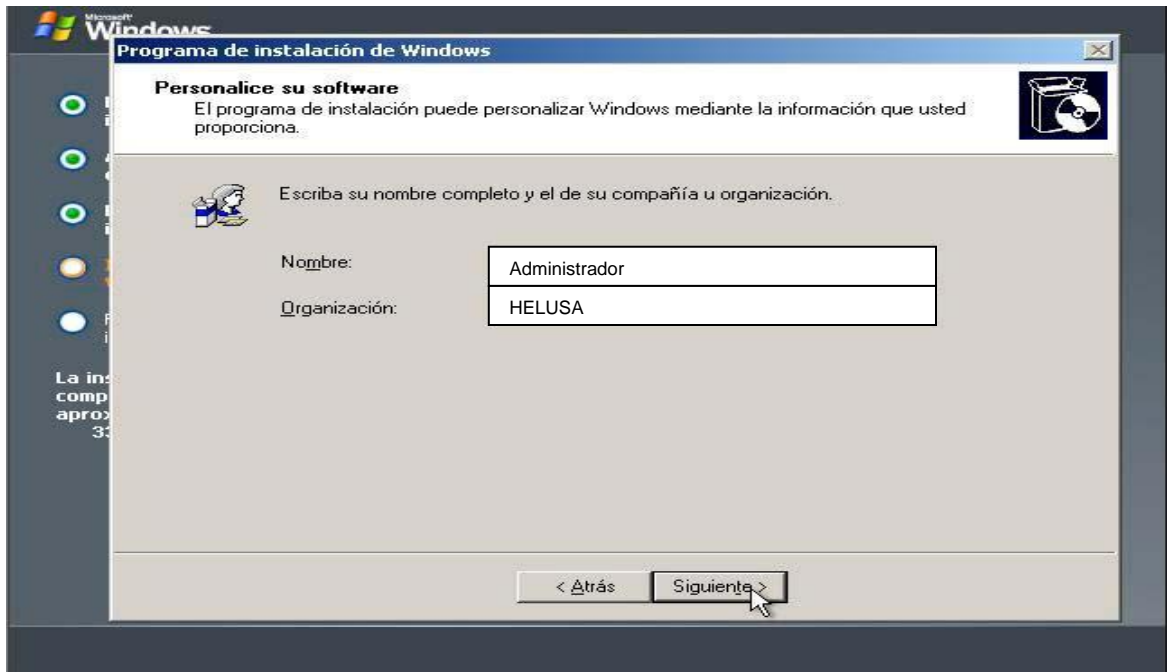 Microsoft
Windows
Programa de instalación de Windows
Personalice su software
El programa de instalación puede personalizar Windows mediante la información que usted
proporciona.
Escriba su nombre completo y el de su compañía u organización.
Nombre:
Administrador
Organización:
HELUSA
La
comp
aprox
< Atrás
Siguiente >